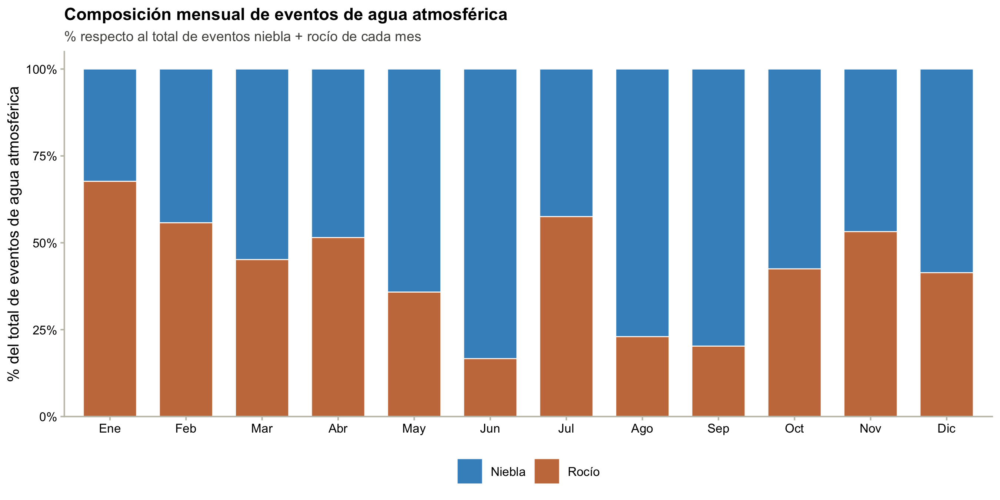 Composición mensual de eventos de agua atmosférica
% respecto al total de eventos niebla + rocío de cada mes
% del total de eventos de agua atmosférica
100%
75%
50%
25%
0%
Ene Feb Mar Abr May Jun Jul Ago Sep Oct Nov Dic
Niebla Rocío